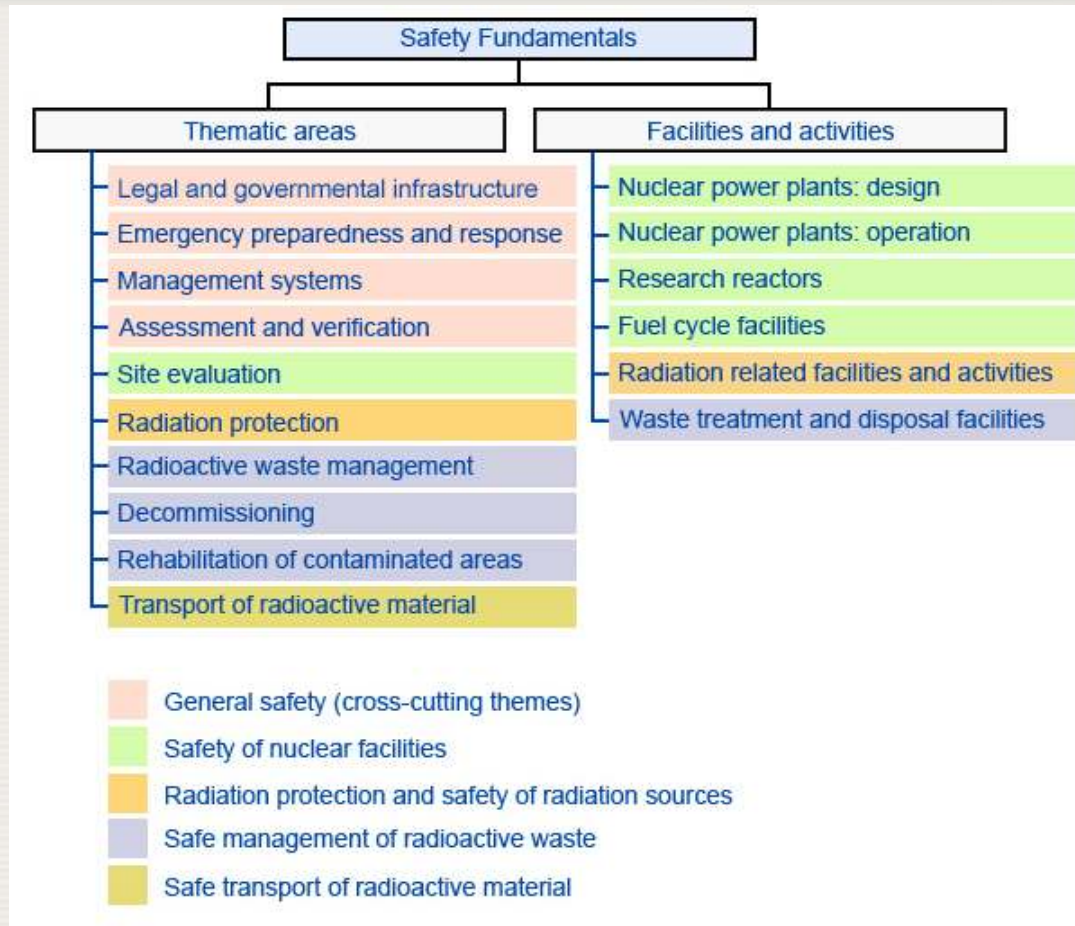 Safety Fundamentals
Thematic areas
Legal and governmental infrastructure
Emergency preparedness and response
Management systems
Assessment and verification
Site evaluation
Radiation protection
Radioactive waste management
Decommissioning
Rehabilitation of contaminated areas
Transport of radioactive material
Facilities and activities
Nuclear power plants: design
Nuclear power plants: operation
Research reactors
Fuel cycle facilities
Radiation related facilities and activities
Waste treatment and disposal facilities
General safety (cross-cutting themes)
Safety of nuclear facilities
Radiation protection and safety of radiation sources
Safe management of radioactive waste
Safe transport of radioactive material